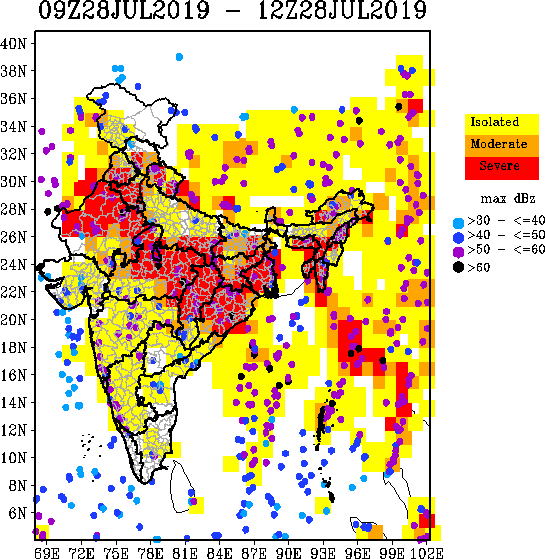 09Z28JUL2019 - 12Z28JUL2019
40N
38N
36N
34N
32N
30N
28N
26N
24N
22N
20N
18N
16N
14N
12N
10N
8N
6N
69E 72E 75E 78E 81E 84E 87E 90E 93E 96E 99E 102E
Isolated
Moderate
Severe
max dBz
>30 - <=40
>40 - <=50
>50 - <=60
>60